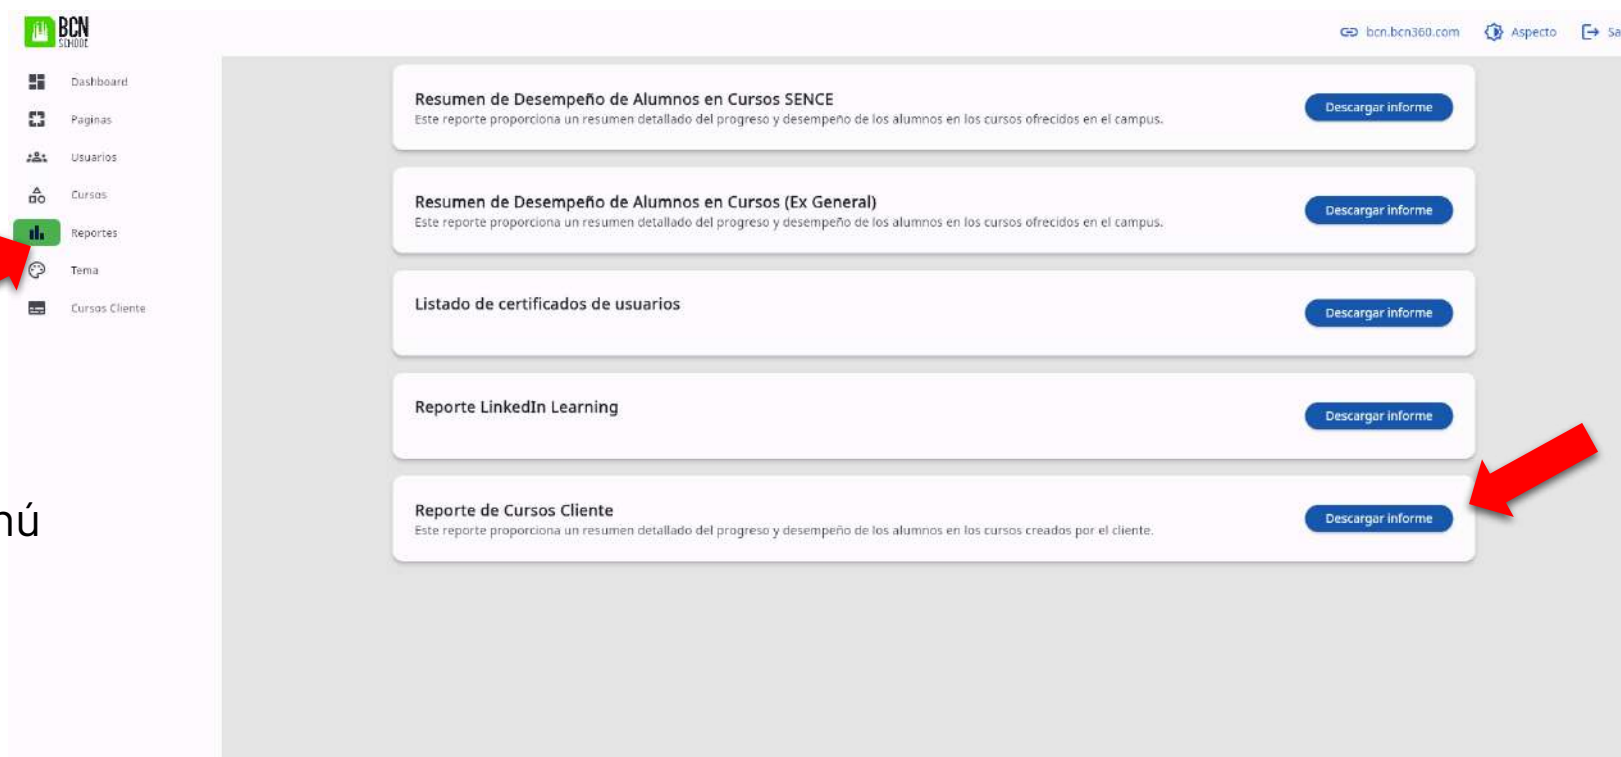 BCN
SCHOOL
bcn.bcn360.com
Aspecto
Sa
Dashboard
Paginas
Usuarios
Cursos
Reportes
Tema
Cursos Cliente
nú
Resumen de Desempeño de Alumnos en Cursos SENCE
Este reporte proporciona un resumen detallado del progreso y desempeño de los alumnos en los cursos ofrecidos en el campus.
Descargar informe
Resumen de Desempeño de Alumnos en Cursos (Ex General)
Este reporte proporciona un resumen detallado del progreso y desempeño de los alumnos en los cursos ofrecidos en el campus.
Descargar informe
Listado de certificados de usuarios
Descargar informe
Reporte LinkedIn Learning
Descargar informe
Reporte de Cursos Cliente
Este reporte proporciona un resumen detallado del progreso y desempeño de los alumnos en los cursos creados por el cliente.
Descargar informe